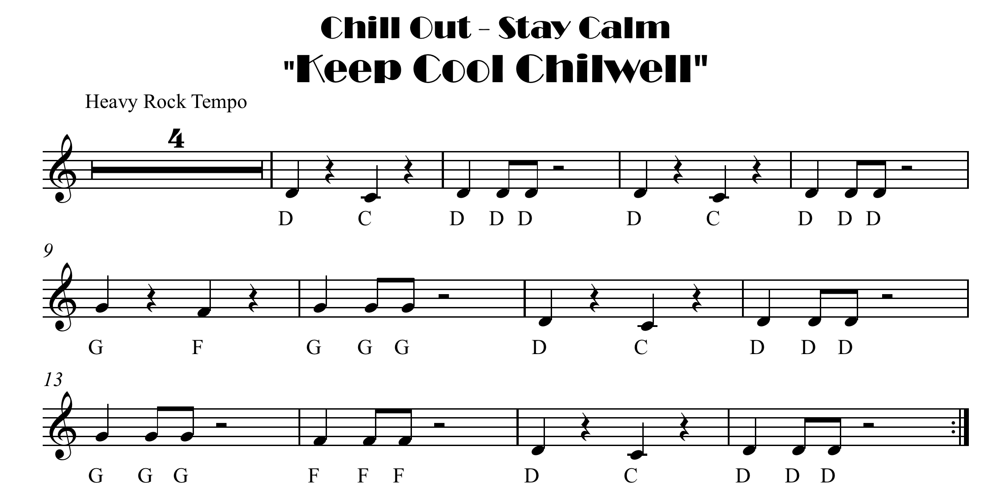 Chill Out - Stay Calm
"Keep Cool Chilwell"
Heavy Rock Tempo
4
D C D D D D C D D D
9
G F G G G D C D D D
13
G G G F F F D C D D D